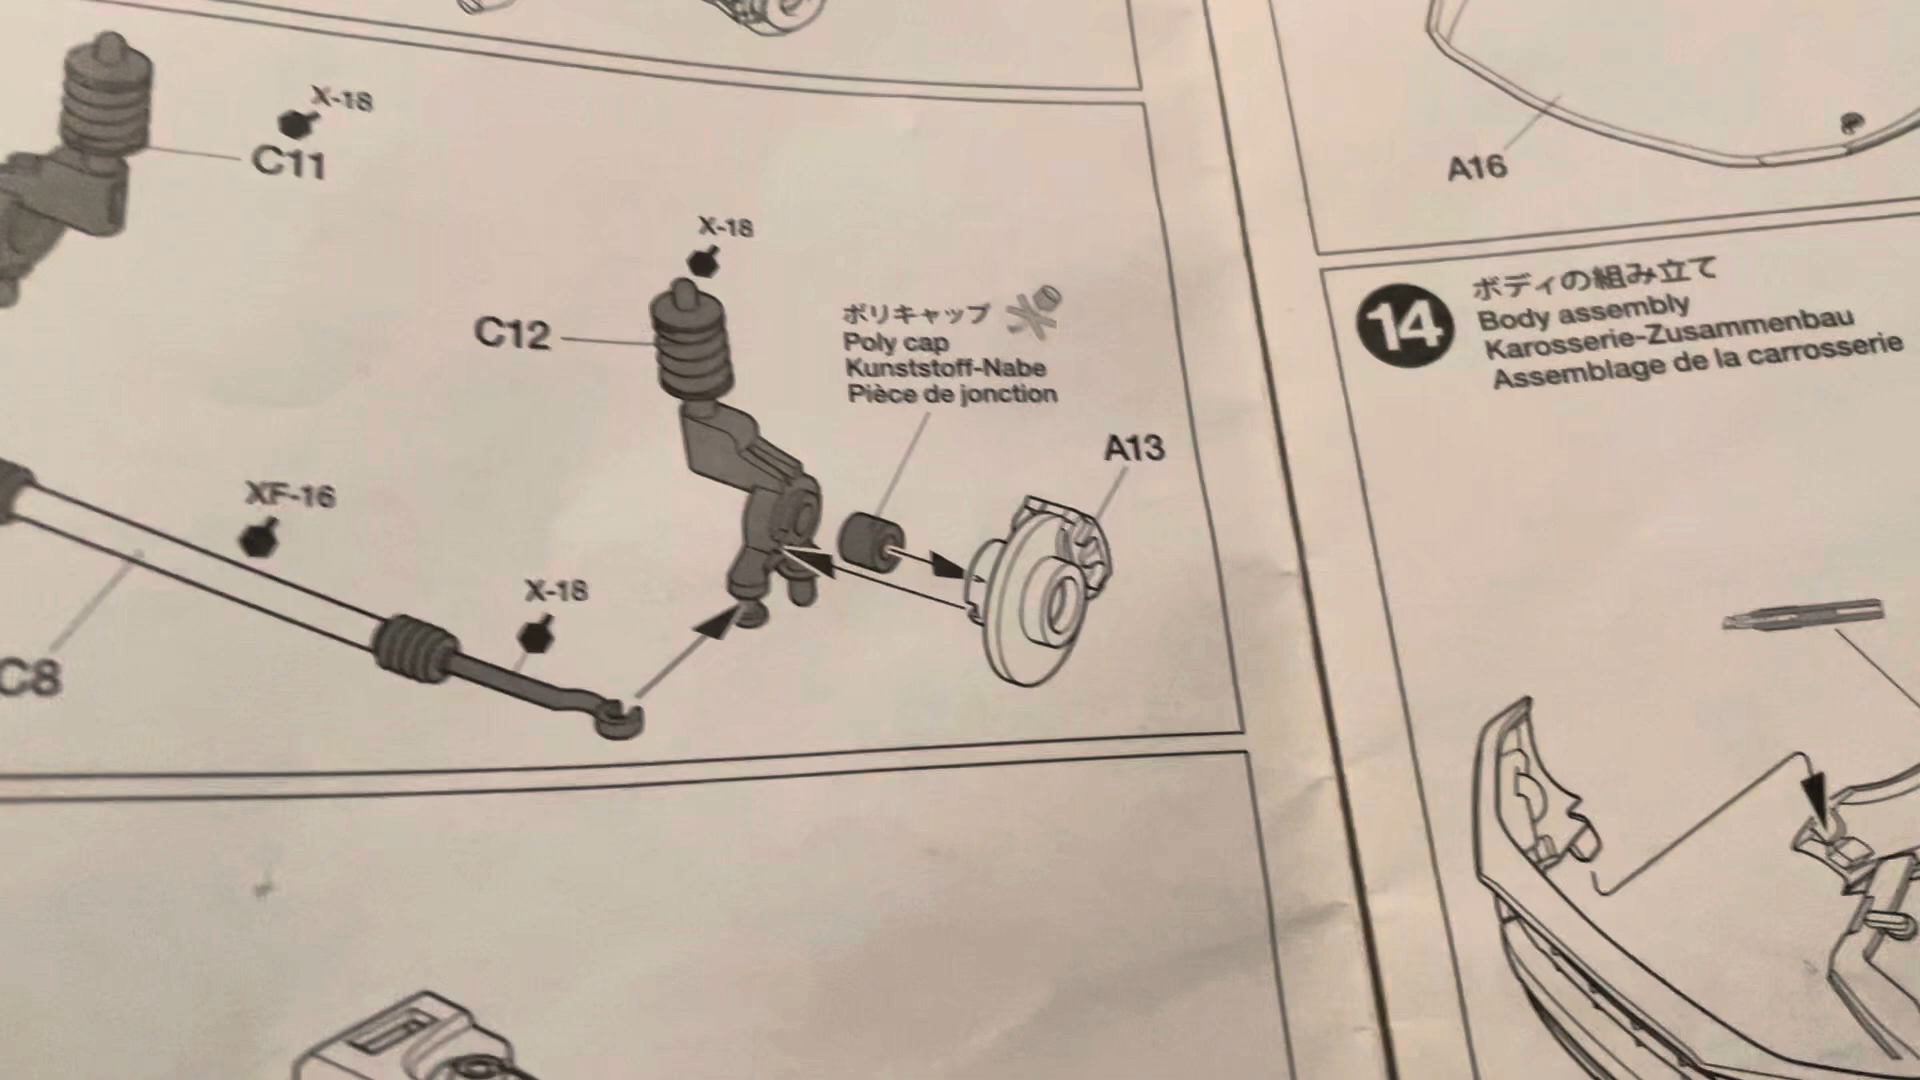 X-18
C11
X-18
C12
ポリキャップ
Poly cap
Kunststoff-Nabe
Pièce de jonction
A13
XF-16
X-18
C8
A16
14
ボディの組み立て
Body assembly
Karosserie-Zusammenbau
Assemblage de la carrosserie